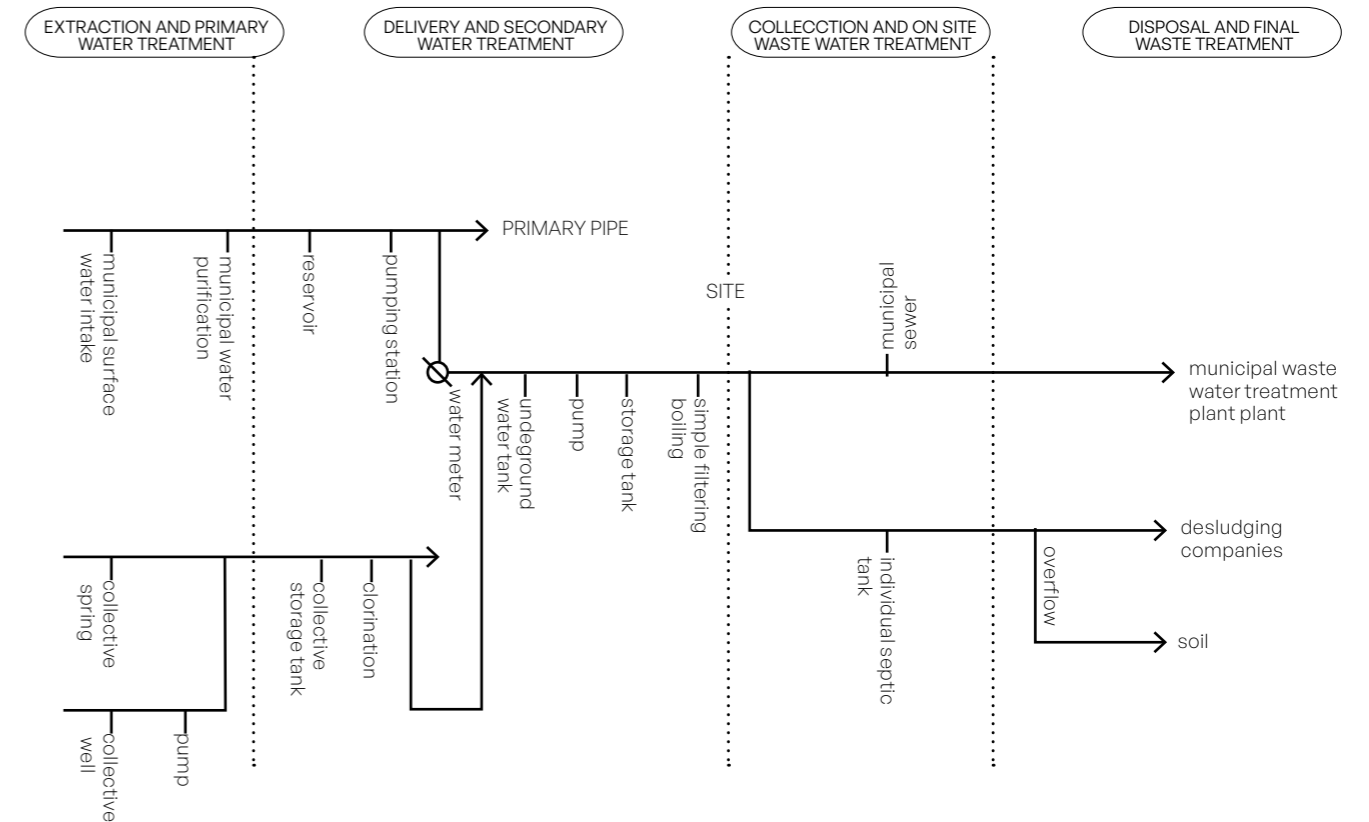 EXTRACTION AND PRIMARY
WATER TREATMENT
DELIVERY AND SECONDARY
WATER TREATMENT
COLLECCTION AND ON SITE
WASTE WATER TREATMENT
DISPOSAL AND FINAL
WASTE TREATMENT
PRIMARY PIPE
municipal surface
water intake
municipal water
purification
reservoir
pumping station
SITE
municipal
sewer
water meter
undeground
water tank
pump
storage tank
simple filtering
boiling
municipal waste
water treatment
plant plant
collective
spring
collective
storage tank
clorination
individual septic
tank
overflow
desludging
companies
soil
collective
well
pump